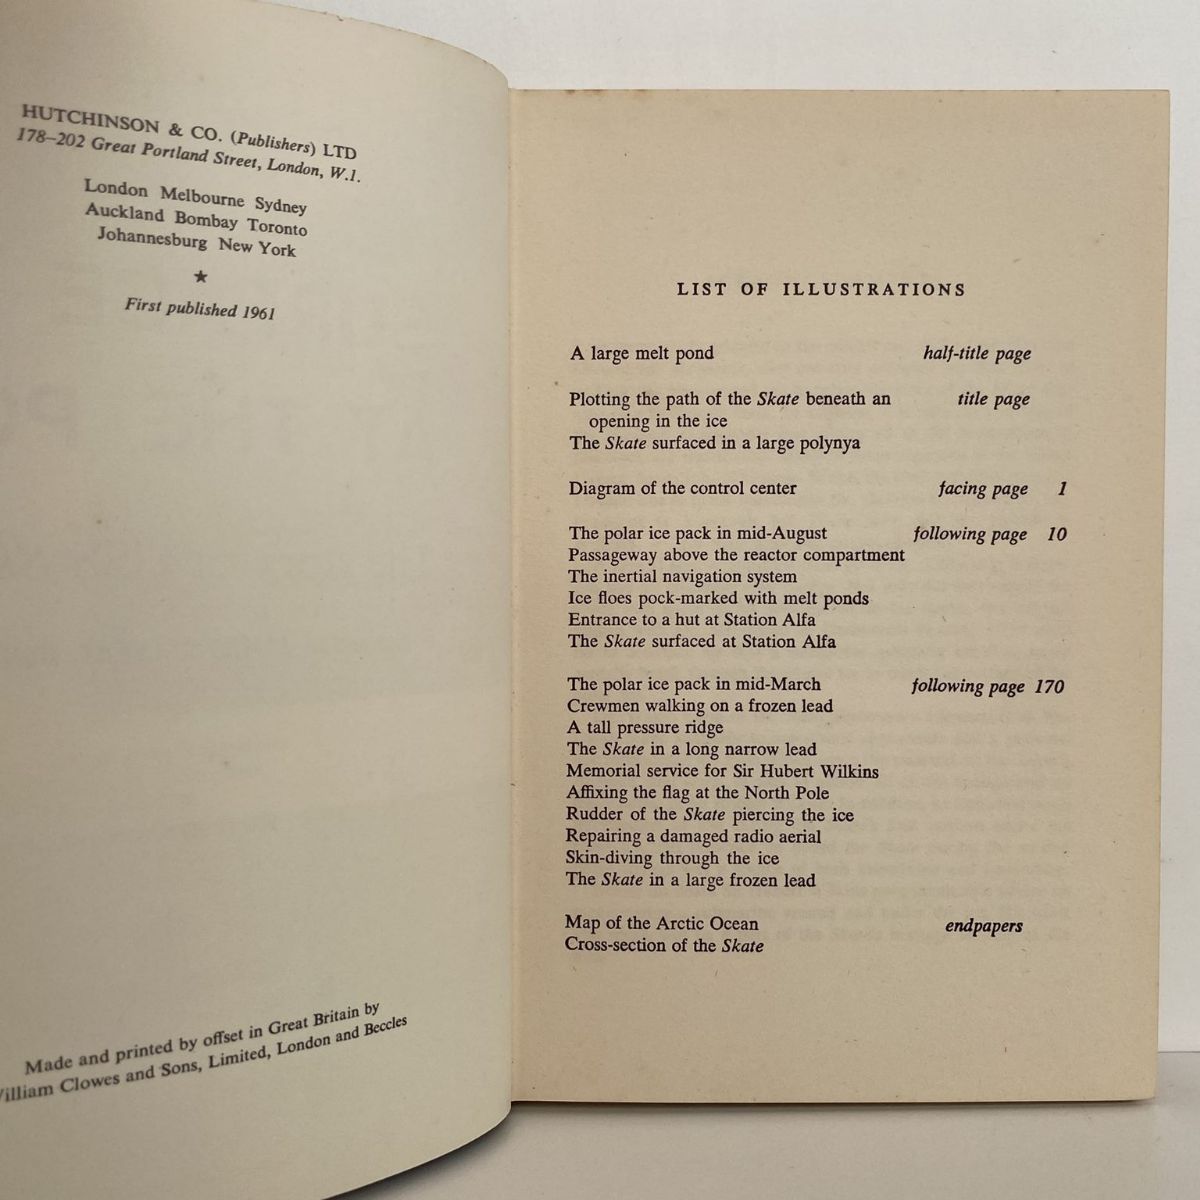 HUTCHINSON & CO. (Publishers) LTD
178–202 Great Portland Street, London, W.1.
London Melbourne Sydney
Auckland Bombay Toronto
Johannesburg New York
★
First published 1961
Made and printed by offset in Great Britain by
William Clowes and Sons, Limited, London and Beccles
LIST OF ILLUSTRATIONS
A large melt pond half-title page
Plotting the path of the Skate beneath an title page
opening in the ice
The Skate surfaced in a large polynya
Diagram of the control center facing page 1
The polar ice pack in mid-August following page 10
Passageway above the reactor compartment
The inertial navigation system
Ice floes pock-marked with melt ponds
Entrance to a hut at Station Alfa
The Skate surfaced at Station Alfa
The polar ice pack in mid-March following page 170
Crewmen walking on a frozen lead
A tall pressure ridge
The Skate in a long narrow lead
Memorial service for Sir Hubert Wilkins
Affixing the flag at the North Pole
Rudder of the Skate piercing the ice
Repairing a damaged radio aerial
Skin-diving through the ice
The Skate in a large frozen lead
Map of the Arctic Ocean endpapers
Cross-section of the Skate